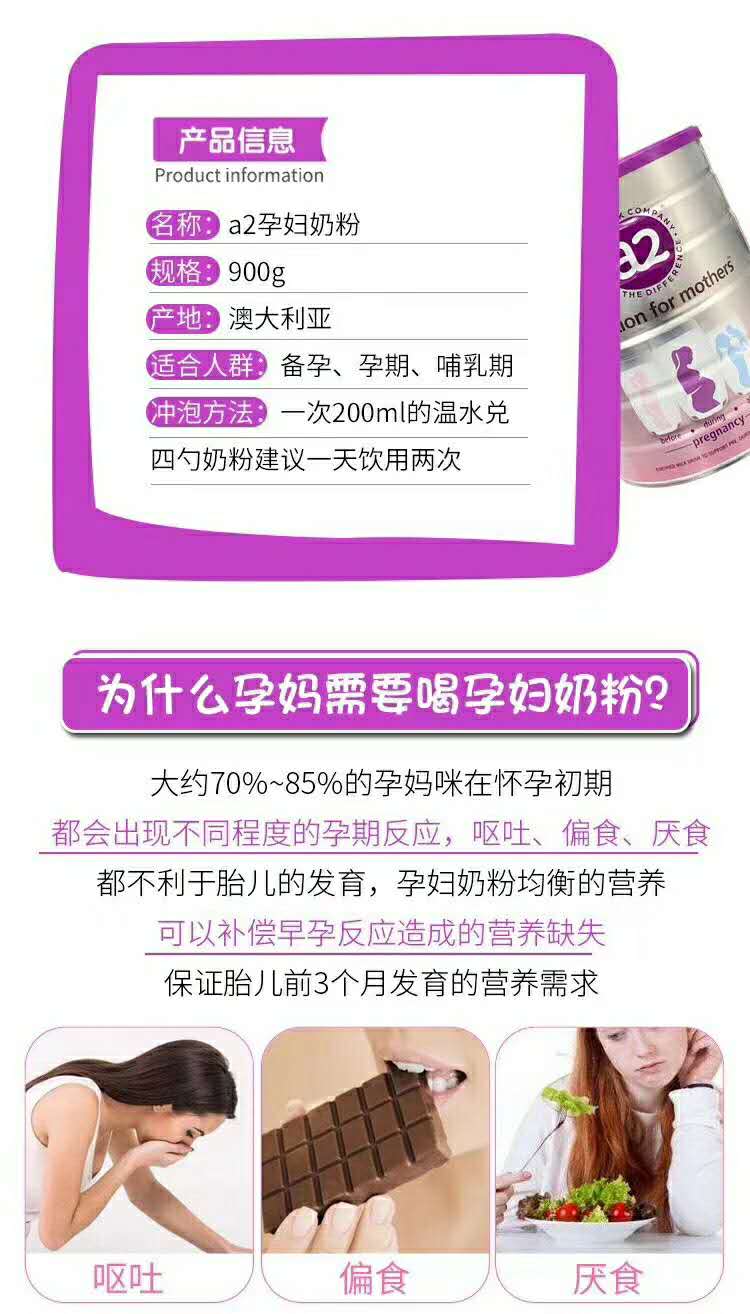 产品信息
Product information
名称：a2孕妇奶粉
规格：900g
产地：澳大利亚
适合人群：备孕、孕期、哺乳期
冲泡方法：一次200ml的温水兑
四勺奶粉建议一天饮用两次
COMPANY
a2
THE DIFFERENCE
for mothers
before • during
pregnancy
为什么孕妈需要喝孕妇奶粉?
大约70%~85%的孕妈咪在怀孕初期
都会出现不同程度的孕期反应，呕吐、偏食、厌食
都不利于胎儿的发育，孕妇奶粉均衡的营养
可以补偿早孕反应造成的营养缺失
保证胎儿前3个月发育的营养需求
呕吐
偏食
厌食